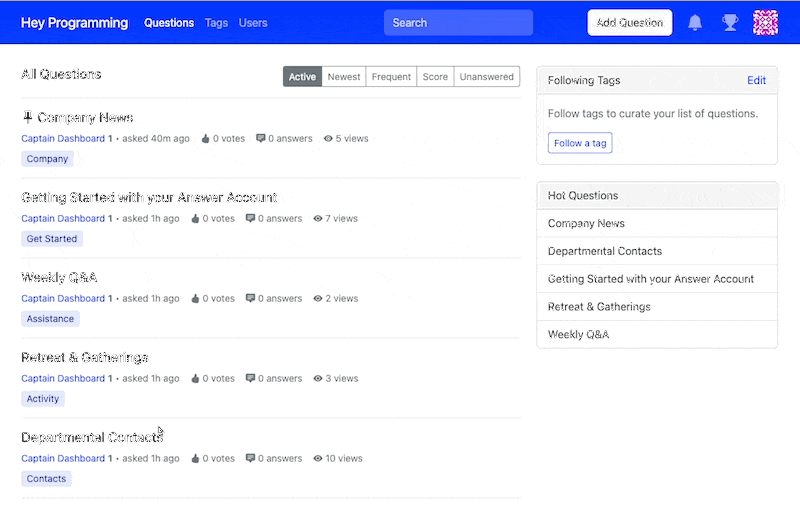 Hey Programming Questions Tags Users Search Add Question
All Questions Active Newest Frequent Score Unanswered
Company News
Captain Dashboard 1 • asked 40m ago 0 votes 0 answers 5 views
Company
Getting Started with your Answer Account
Captain Dashboard 1 • asked 1h ago 0 votes 0 answers 7 views
Get Started
Weekly Q&A
Captain Dashboard 1 • asked 1h ago 0 votes 0 answers 2 views
Assistance
Retreat & Gatherings
Captain Dashboard 1 • asked 1h ago 0 votes 0 answers 3 views
Activity
Departmental Contacts
Captain Dashboard 1 • asked 1h ago 0 votes 0 answers 10 views
Contacts
Following Tags Edit
Follow tags to curate your list of questions.
Follow a tag
Hot Questions
Company News
Departmental Contacts
Getting Started with your Answer Account
Retreat & Gatherings
Weekly Q&A